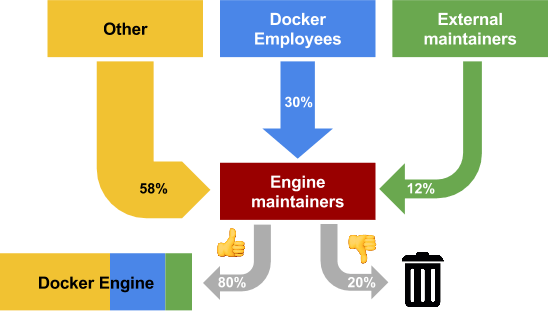 Other
Docker
Employees
External
maintainers
30%
58%
Engine
maintainers
12%
80%
20%
Docker Engine